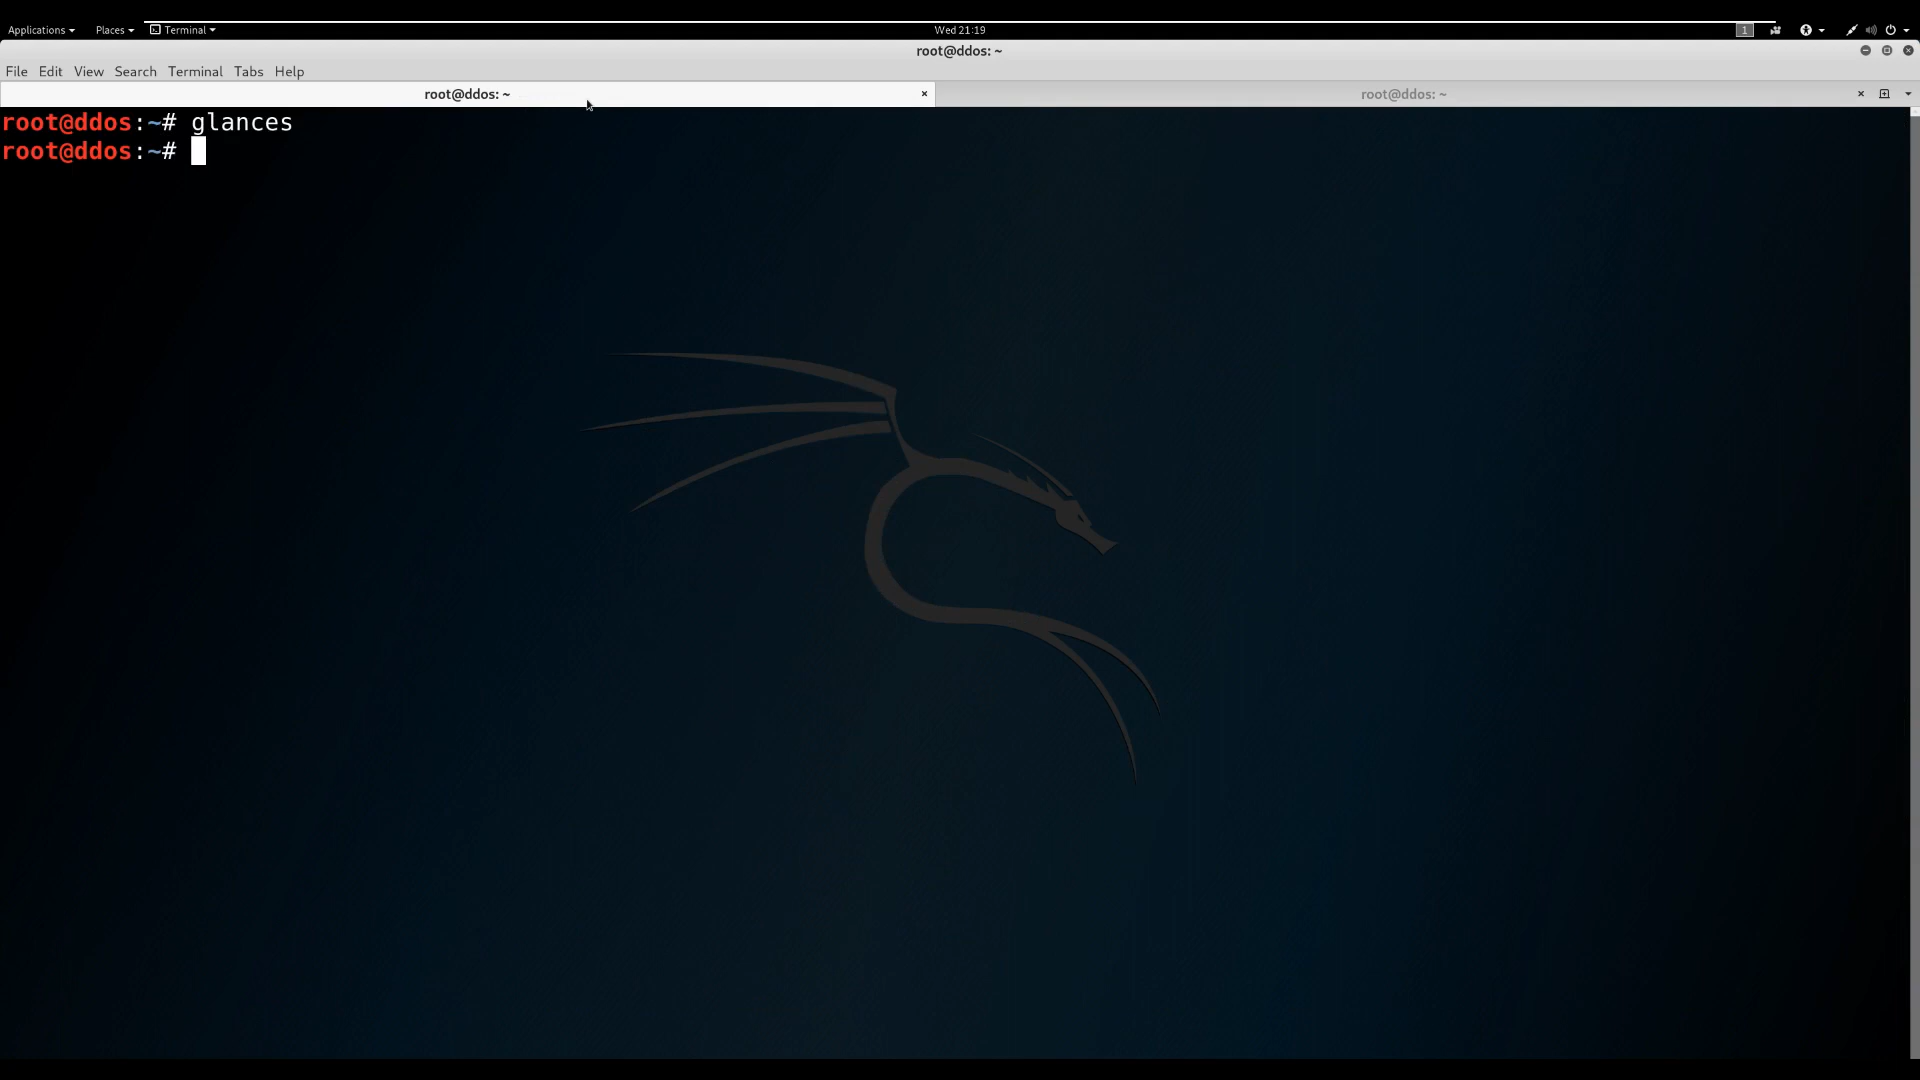 Applications Places Terminal Wed 21:19 1
root@ddos: ~
File Edit View Search Terminal Tabs Help
root@ddos: ~ × root@ddos: ~ ×
root@ddos:~# glances
root@ddos:~#